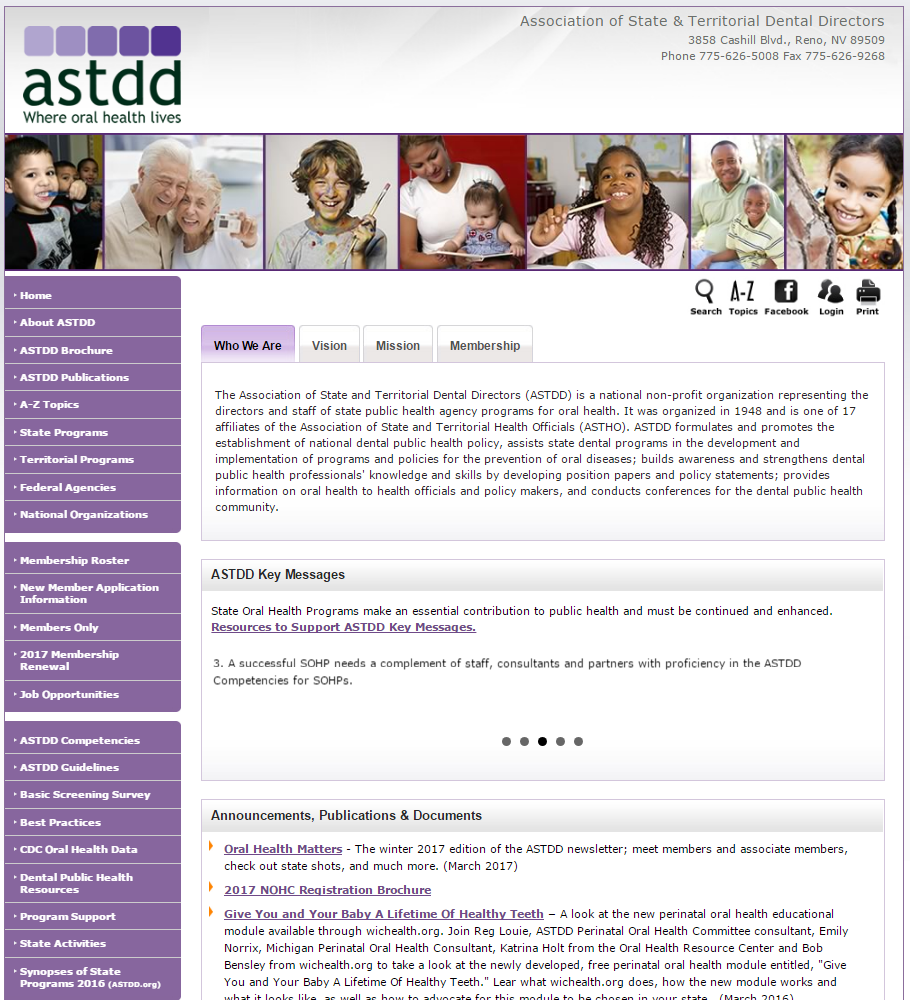 Association of State & Territorial Dental Directors
3858 Cashill Blvd., Reno, NV 89509
Phone 775-626-5008 Fax 775-626-9268
astdd
Where oral health lives
Search
A-Z
Topics
Facebook
Login
Print
Home
About ASTDD
ASTDD Brochure
ASTDD Publications
A-Z Topics
State Programs
Territorial Programs
Federal Agencies
National Organizations
Membership Roster
New Member Application
Information
Members Only
2017 Membership
Renewal
Job Opportunities
ASTDD Competencies
ASTDD Guidelines
Basic Screening Survey
Best Practices
CDC Oral Health Data
Dental Public Health
Resources
Program Support
State Activities
Synopses of State
Programs 2016 (ASTDD.org)
Who We Are
Vision
Mission
Membership
The Association of State and Territorial Dental Directors (ASTDD) is a national non-profit organization representing the
directors and staff of state public health agency programs for oral health. It was organized in 1948 and is one of 17
affiliates of the Association of State and Territorial Health Officials (ASTHO). ASTDD formulates and promotes the
establishment of national dental public health policy, assists state dental programs in the development and
implementation of programs and policies for the prevention of oral diseases; builds awareness and strengthens dental
public health professionals' knowledge and skills by developing position papers and policy statements; provides
information on oral health to health officials and policy makers, and conducts conferences for the dental public health
community.
ASTDD Key Messages
State Oral Health Programs make an essential contribution to public health and must be continued and enhanced.
Resources to Support ASTDD Key Messages.
3. A successful SOHP needs a complement of staff, consultants and partners with proficiency in the ASTDD
Competencies for SOHPs.
Announcements, Publications & Documents
Oral Health Matters - The winter 2017 edition of the ASTDD newsletter; meet members and associate members,
check out state shots, and much more. (March 2017)
2017 NOHC Registration Brochure
Give You and Your Baby A Lifetime Of Healthy Teeth – A look at the new perinatal oral health educational
module available through wichealth.org. Join Reg Louie, ASTDD Perinatal Oral Health Committee consultant, Emily
Norrix, Michigan Perinatal Oral Health Consultant, Katrina Holt from the Oral Health Resource Center and Bob
Bensley from wichealth.org to take a look at the newly developed, free perinatal oral health module entitled, "Give
You and Your Baby A Lifetime Of Healthy Teeth." Lear what wichealth.org does, how the new module works and
what it looks like, as well as how to advocate for this module to be chosen in your state. (March 2016)